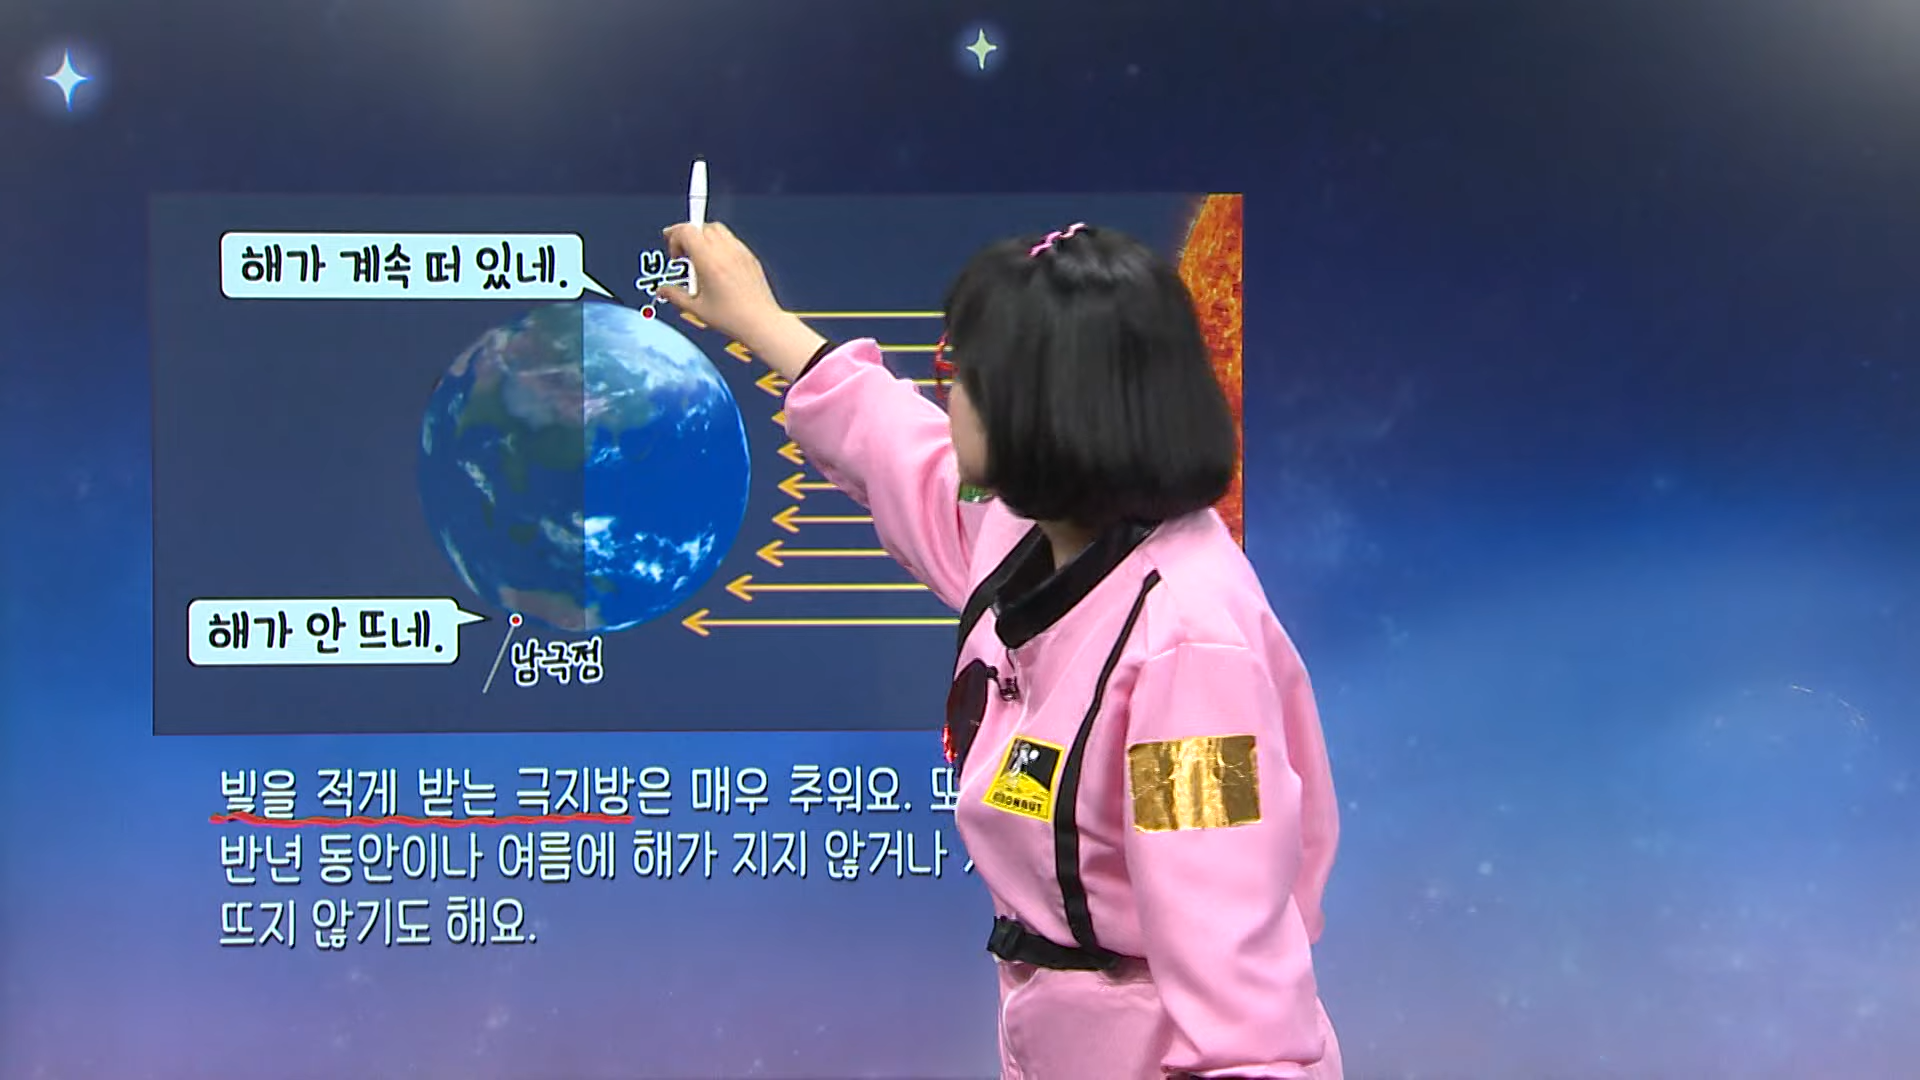 해가 계속 떠 있네.
해가 안 뜨네.
남극점
빛을 적게 받는 극지방은 매우 추워요.
반년 동안이나 여름에 해가 지지 않거나
뜨지 않기도 해요.